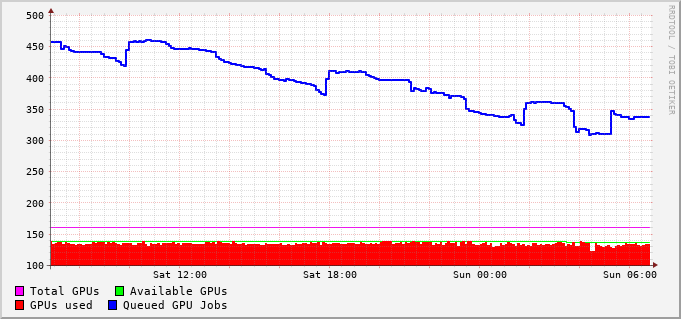 500
450
400
350
300
250
200
150
100
Sat 12:00 Sat 18:00 Sun 00:00 Sun 06:00
Total GPUs Available GPUs
GPUs used Queued GPU Jobs
RRDTOOL / TOBI OETIKER